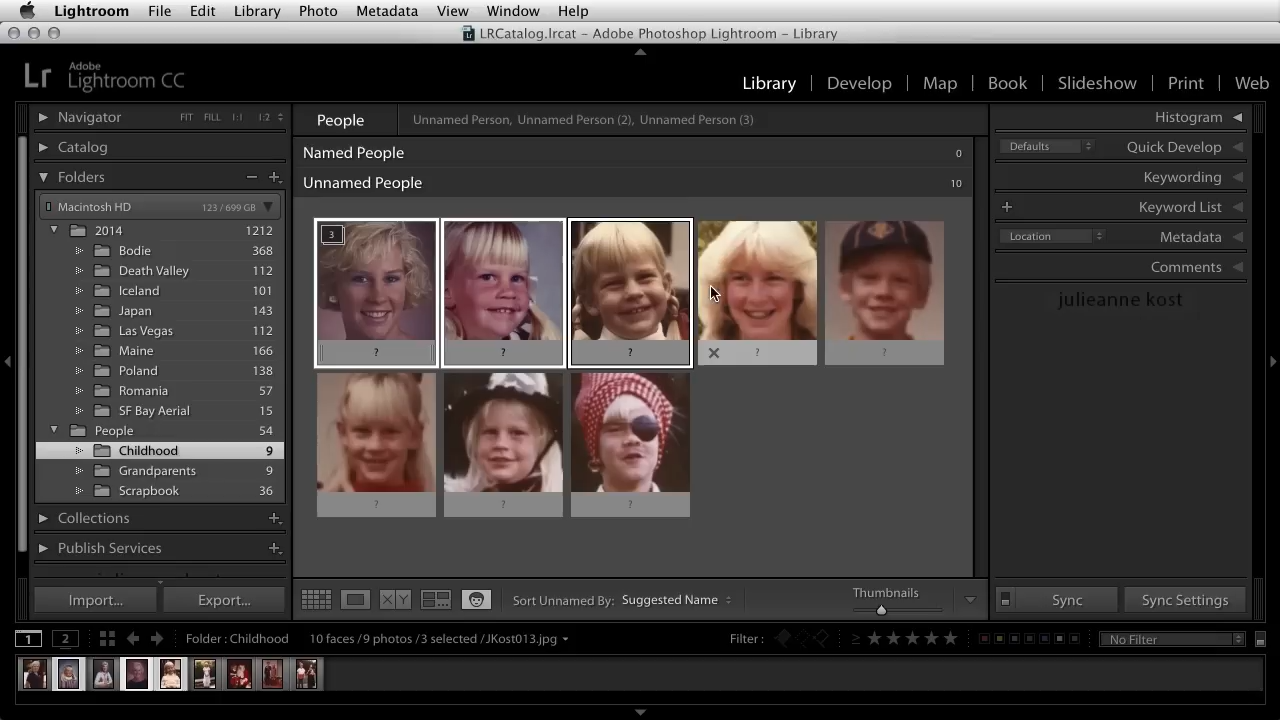 Lightroom File Edit Library Photo Metadata View Window Help
LRCatalog.lrcat – Adobe Photoshop Lightroom – Library
Lr Adobe Lightroom CC
Library | Develop | Map | Book | Slideshow | Print | Web
Navigator FIT FILL 1:1 1:2
Catalog
Folders
Macintosh HD 123 / 699 GB
2014 1212
Bodie 368
Death Valley 112
Iceland 101
Japan 143
Las Vegas 112
Maine 166
Poland 138
Romania 57
SF Bay Aerial 15
People 54
Childhood 9
Grandparents 9
Scrapbook 36
Collections
Publish Services
Import... Export...
People Unnamed Person, Unnamed Person (2), Unnamed Person (3)
Named People 0
Unnamed People 10
3
? ? ? ? ?
? ? ?
Sort Unnamed By: Suggested Name
Thumbnails
Histogram
Defaults Quick Develop
Keywording
Keyword List
Location Metadata
Comments
julieanne kost
Sync Sync Settings
1 2 Folder : Childhood 10 faces / 9 photos / 3 selected / JKost013.jpg Filter : ≥ ★★★★★ No Filter